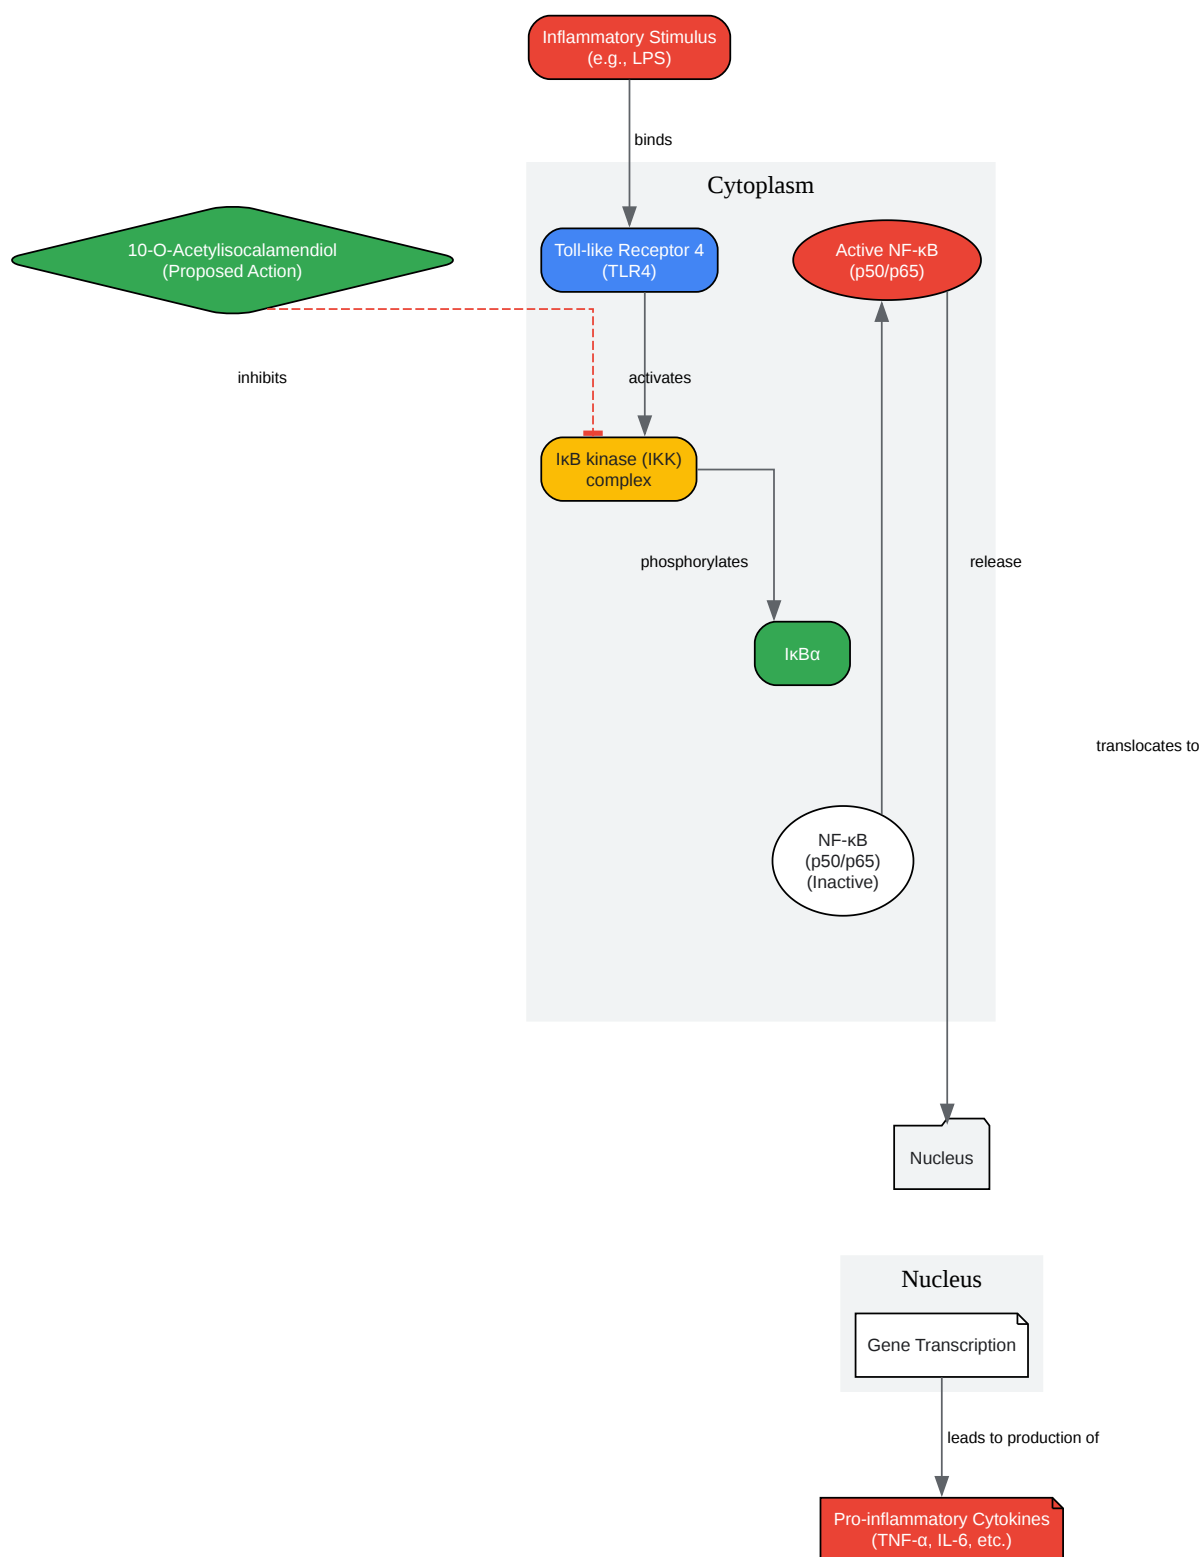 Inflammatory Stimulus
(e.g., LPS)
binds
Cytoplasm
10-O-Acetylisocalamendiol
(Proposed Action)
Toll-like Receptor 4
(TLR4)
Active NF-κB
(p50/p65)
inhibits
activates
IκB kinase (IKK)
complex
phosphorylates
release
IκBα
translocates to
NF-κB
(p50/p65)
(Inactive)
Nucleus
Nucleus
Gene Transcription
leads to production of
Pro-inflammatory Cytokines
(TNF-α, IL-6, etc.)